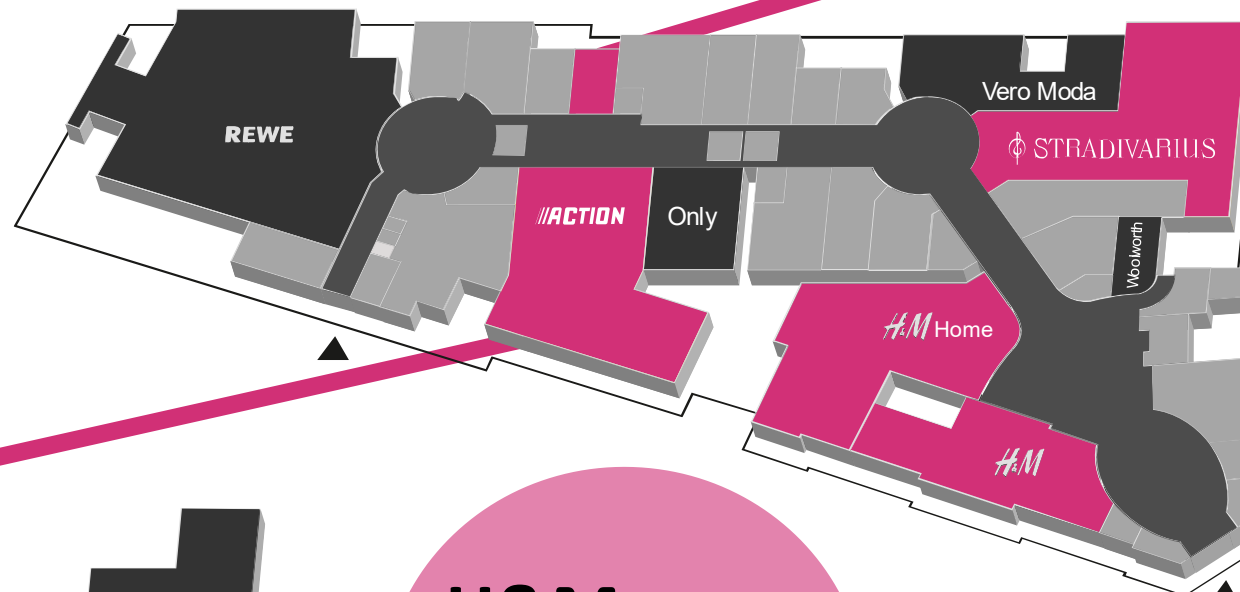 REWE
Vero Moda
STRADIVARIUS
ACTION
Only
Woolworth
H&M Home
H&M